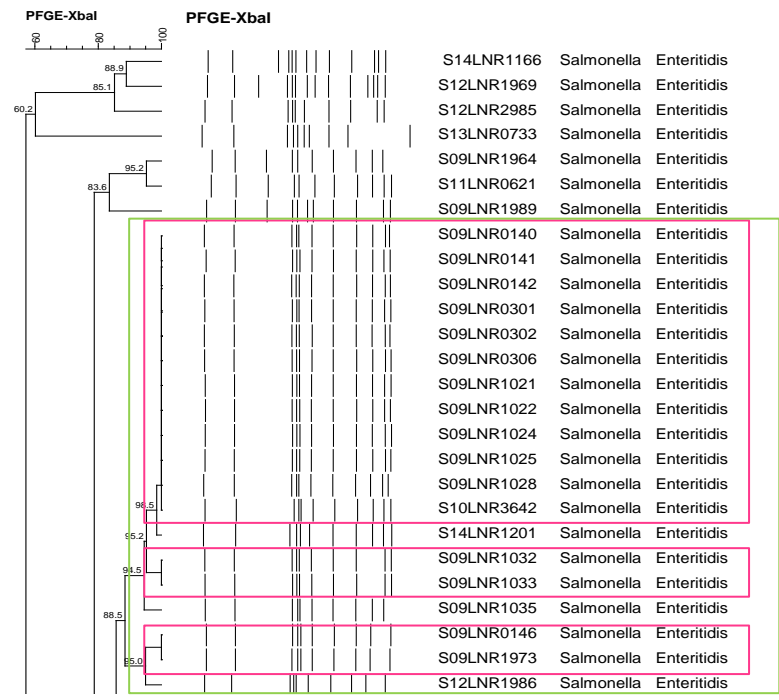 PFGE-XbaI PFGE-XbaI
60 80 100
S14LNR1166 Salmonella Enteritidis
88.9
S12LNR1969 Salmonella Enteritidis
85.1
S12LNR2985 Salmonella Enteritidis
60.2
S13LNR0733 Salmonella Enteritidis
S09LNR1964 Salmonella Enteritidis
95.2
S11LNR0621 Salmonella Enteritidis
83.6
S09LNR1989 Salmonella Enteritidis
S09LNR0140 Salmonella Enteritidis
S09LNR0141 Salmonella Enteritidis
S09LNR0142 Salmonella Enteritidis
S09LNR0301 Salmonella Enteritidis
S09LNR0302 Salmonella Enteritidis
S09LNR0306 Salmonella Enteritidis
S09LNR1021 Salmonella Enteritidis
S09LNR1022 Salmonella Enteritidis
S09LNR1024 Salmonella Enteritidis
S09LNR1025 Salmonella Enteritidis
S09LNR1028 Salmonella Enteritidis
98.5 S10LNR3642 Salmonella Enteritidis
95.2 S14LNR1201 Salmonella Enteritidis
S09LNR1032 Salmonella Enteritidis
94.5
S09LNR1033 Salmonella Enteritidis
S09LNR1035 Salmonella Enteritidis
88.5
S09LNR0146 Salmonella Enteritidis
95.0 S09LNR1973 Salmonella Enteritidis
S12LNR1986 Salmonella Enteritidis